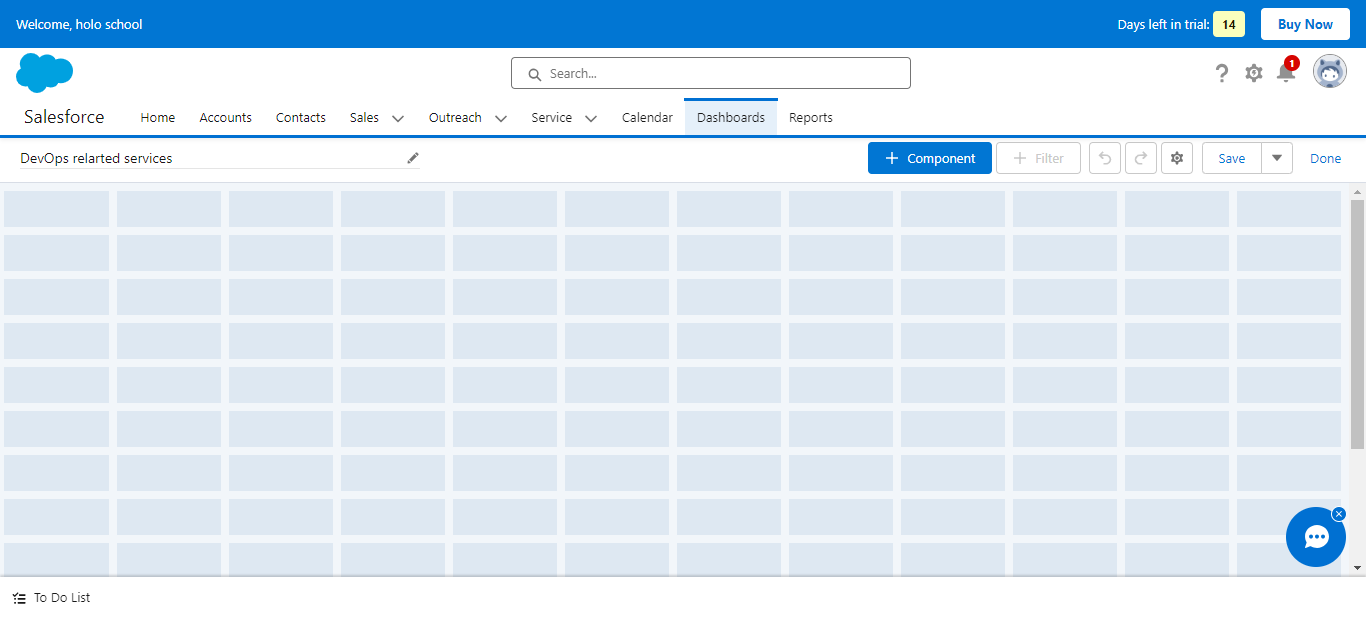 Welcome, holo school
Days left in trial: 14 Buy Now
Search...
1
Salesforce Home Accounts Contacts Sales Outreach Service Calendar Dashboards Reports
DevOps relarted services
+ Component + Filter Save Done
To Do List